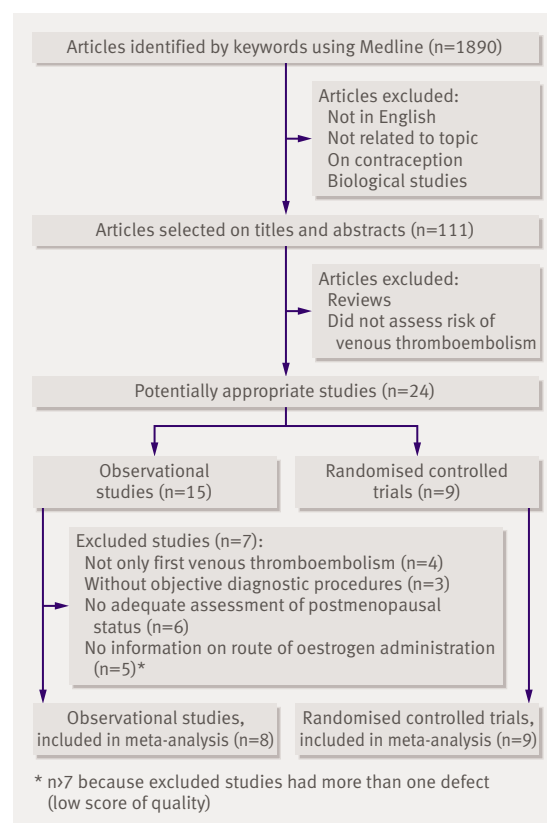 Articles identified by keywords using Medline (n=1890)
Articles excluded:
Not in English
Not related to topic
On contraception
Biological studies
Articles selected on titles and abstracts (n=111)
Articles excluded:
Reviews
Did not assess risk of
venous thromboembolism
Potentially appropriate studies (n=24)
Observational
studies (n=15)
Randomised controlled
trials (n=9)
Excluded studies (n=7):
Not only first venous thromboembolism (n=4)
Without objective diagnostic procedures (n=3)
No adequate assessment of postmenopausal
status (n=6)
No information on route of oestrogen administration
(n=5)*
Observational studies,
included in meta-analysis (n=8)
Randomised controlled trials,
included in meta-analysis (n=9)
* n>7 because excluded studies had more than one defect
(low score of quality)